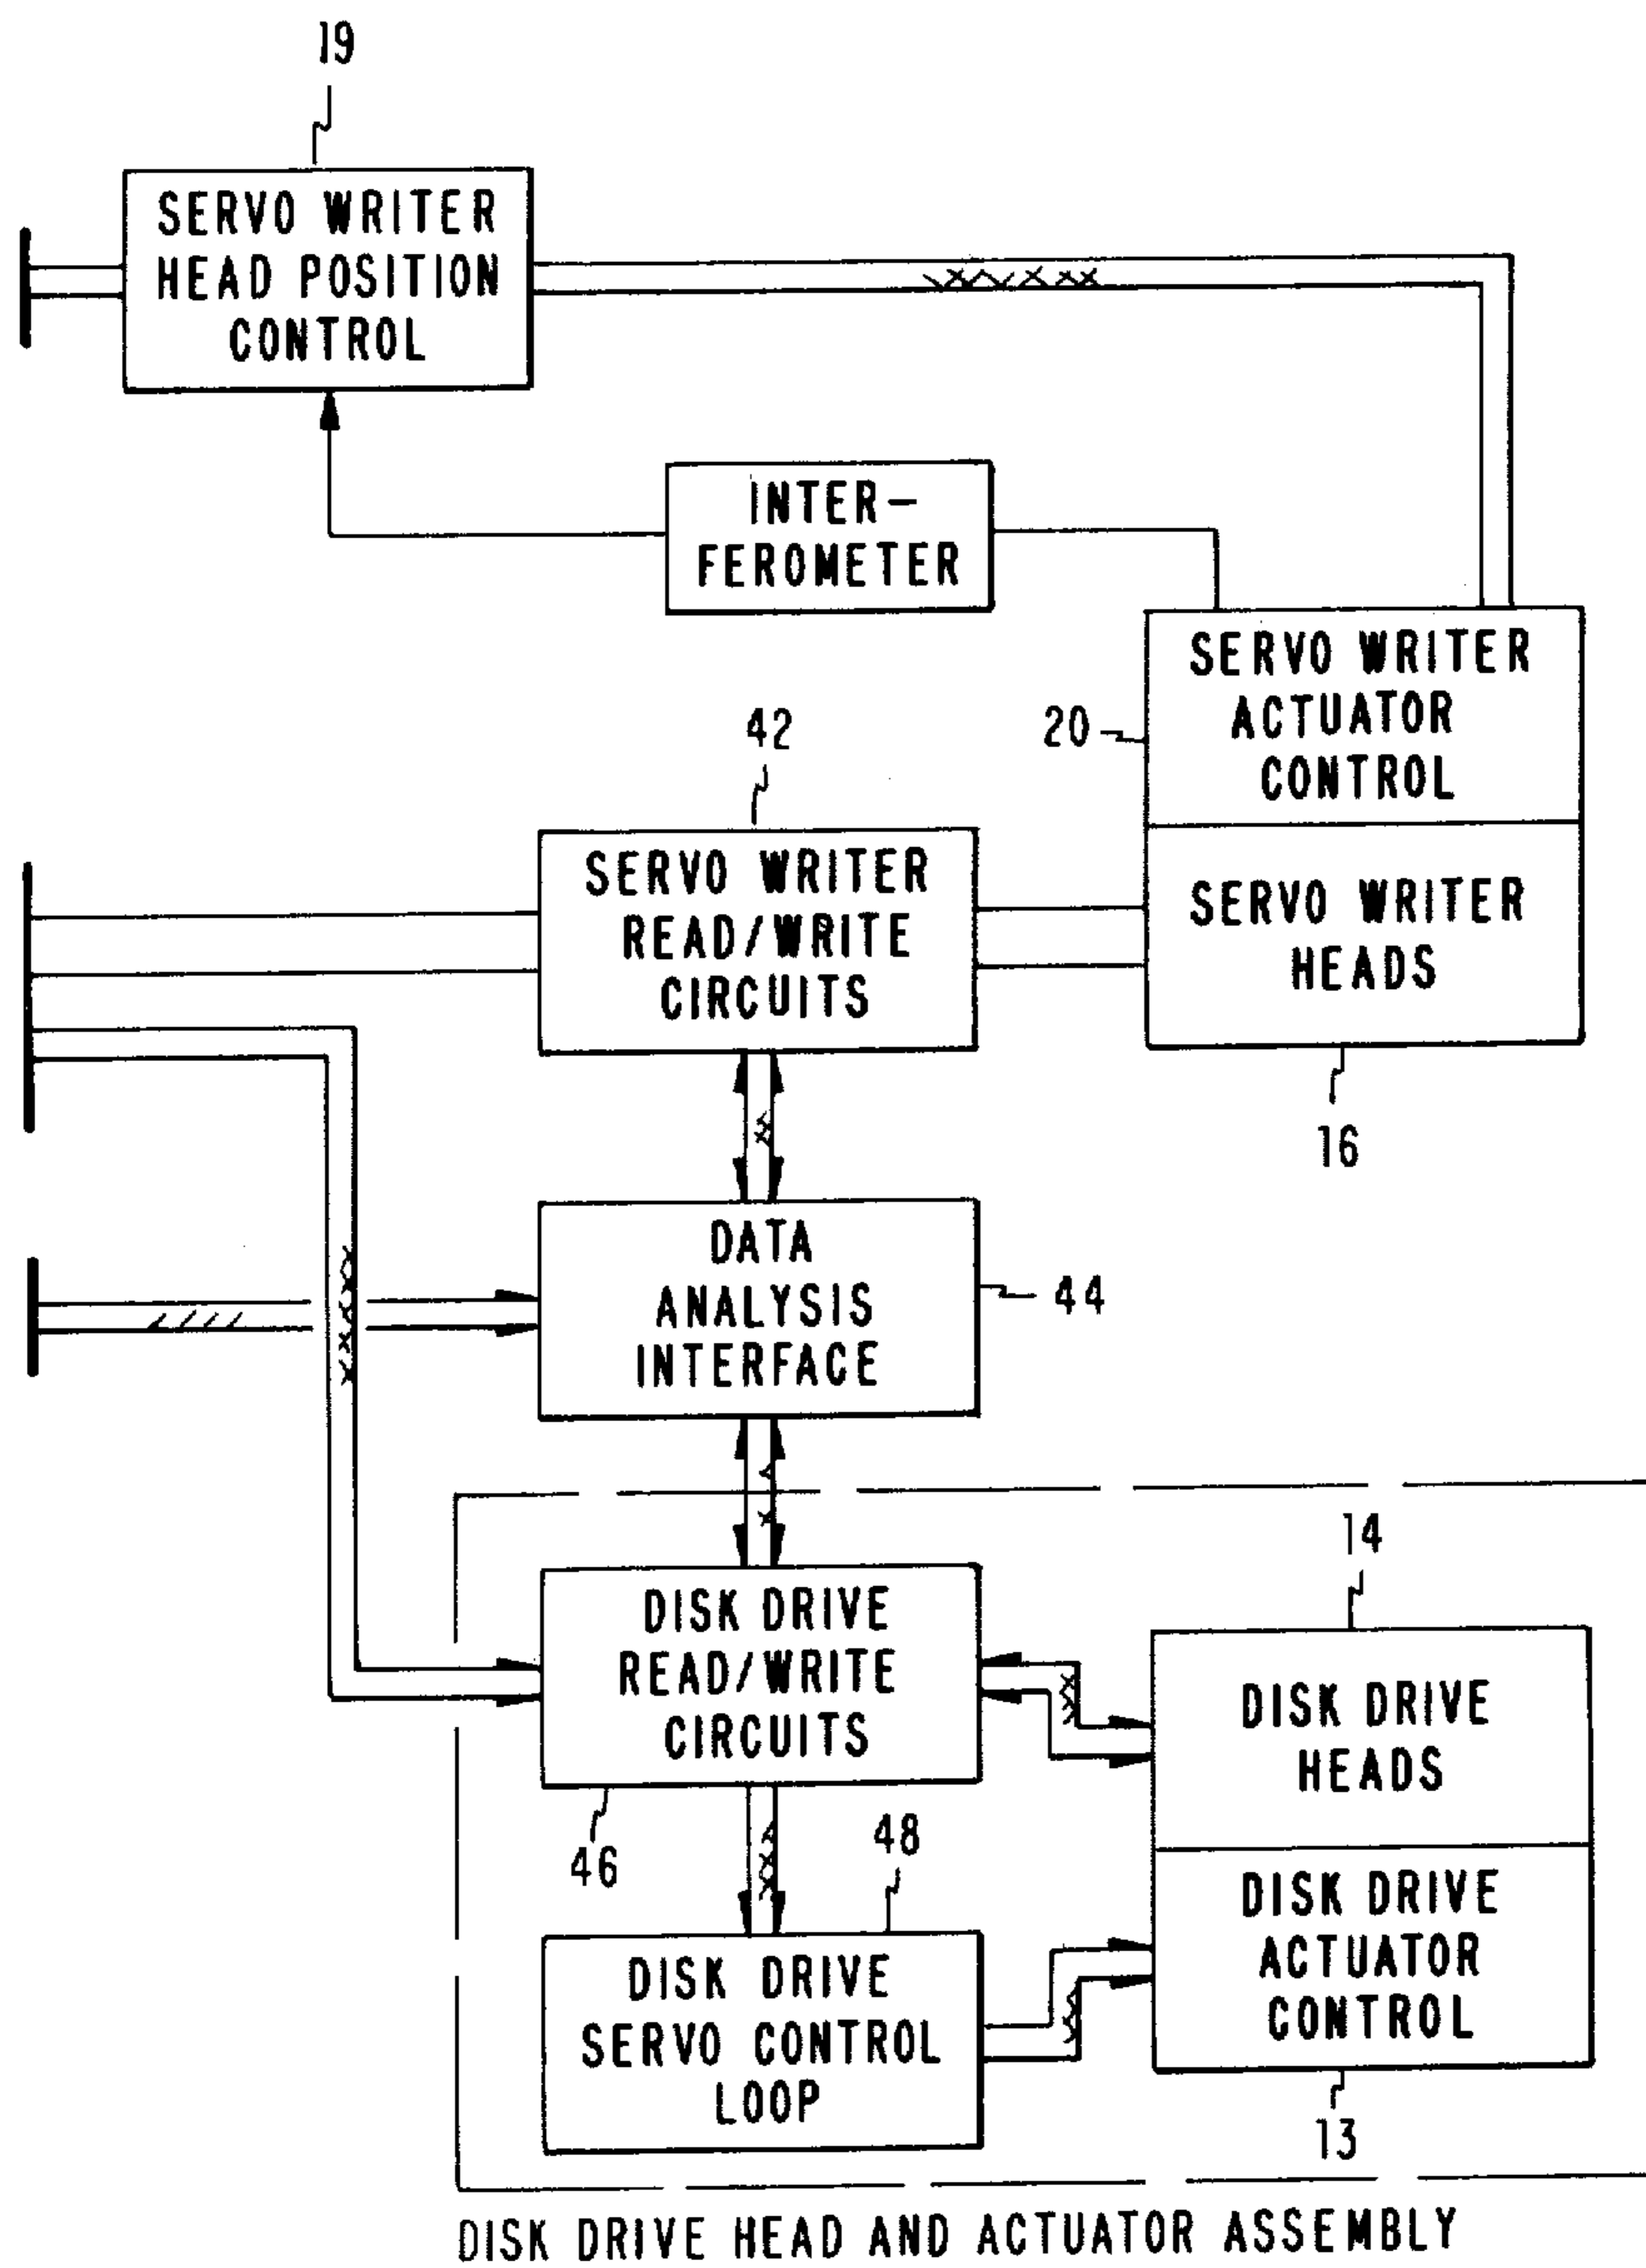 19
SERVO WRITER
HEAD POSITION
CONTROL
INTER-
FEROMETER
SERVO WRITER
ACTUATOR
CONTROL
20
42
SERVO WRITER
READ/WRITE
CIRCUITS
SERVO WRITER
HEADS
16
DATA
ANALYSIS
INTERFACE
44
14
DISK DRIVE
READ/WRITE
CIRCUITS
46
DISK DRIVE
HEADS
48
DISK DRIVE
SERVO CONTROL
LOOP
DISK DRIVE
ACTUATOR
CONTROL
13
DISK DRIVE HEAD AND ACTUATOR ASSEMBLY